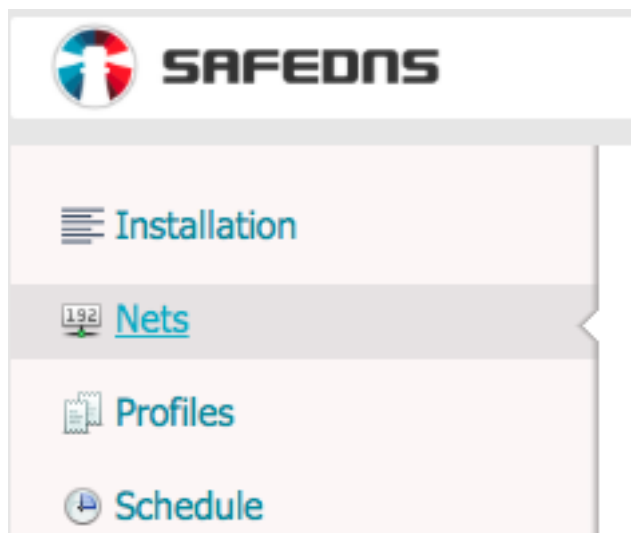 SAFEDNS
Installation
192
Nets
Profiles
Schedule